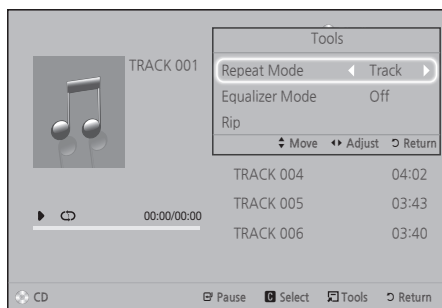 Tools
TRACK 001
Repeat Mode Track
Equalizer Mode Off
Rip
Move Adjust Return
TRACK 004 04:02
TRACK 005 03:43
00:00/00:00
TRACK 006 03:40
CD Pause C Select Tools Return